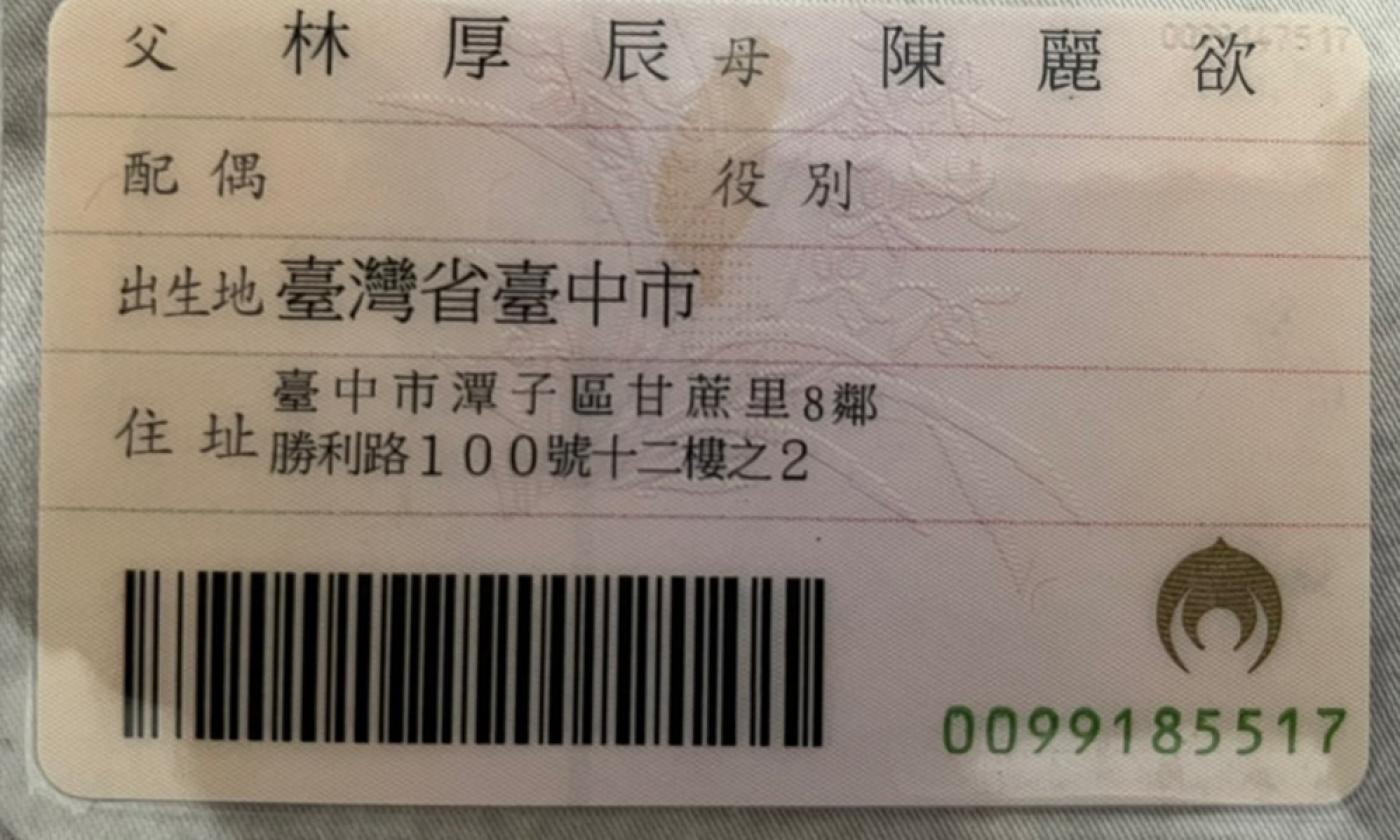 父 林厚辰 母 陳麗欲
配偶 役別
出生地 臺灣省臺中市
住址 臺中市潭子區甘蔗里8鄰
勝利路100號十二樓之2
0099185517